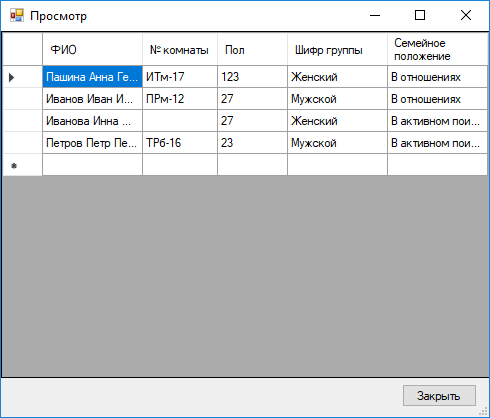 Просмотр
ФИО № комнаты Пол Шифр группы Семейное положение
Пашина Анна Ге... ИТм-17 123 Женский В отношениях
Иванов Иван И... ПРм-12 27 Мужской В отношениях
Иванова Инна ... 27 Женский В активном пои...
Петров Петр Пе... ТРб-16 23 Мужской В активном пои...
Закрыть